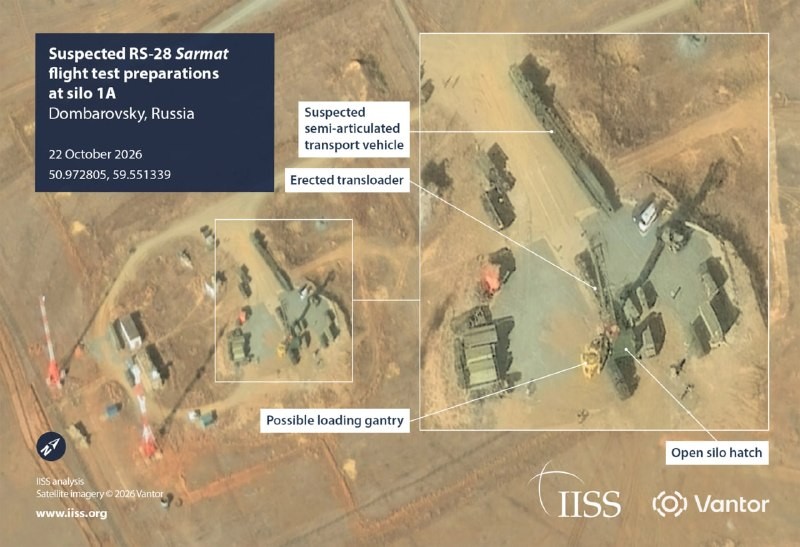 Suspected RS-28 Sarmat
flight test preparations
at silo 1A
Dombarovsky, Russia
22 October 2026
50.972805, 59.551339
Suspected
semi-articulated
transport vehicle
Erected transloader
Possible loading gantry
Open silo hatch
N
IISS analysis
Satellite imagery © 2026 Vantor
www.iiss.org
IISS
Vantor